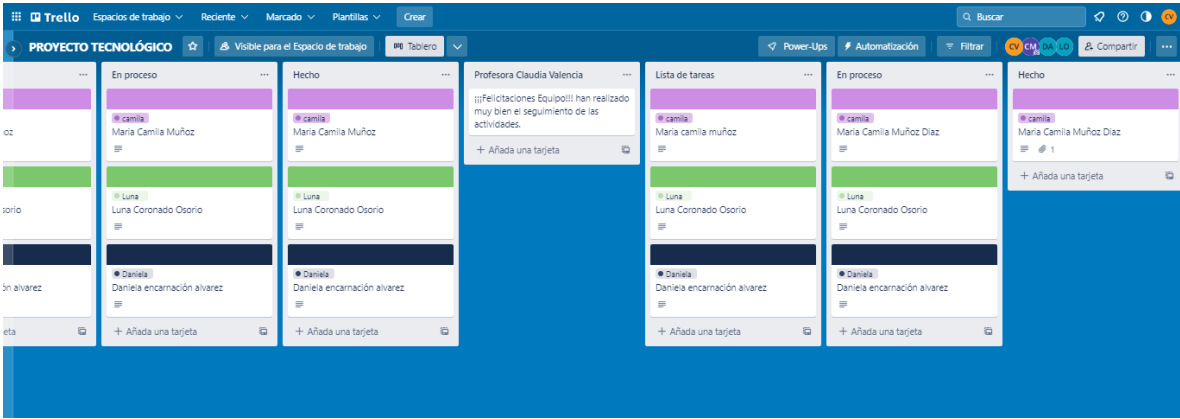 Trello Espacios de trabajo Reciente Marcado Plantillas Crear Buscar CV
PROYECTO TECNOLÓGICO Visible para el Espacio de trabajo Tablero Power-Ups Automatización Filtrar CV CM DA LO Compartir
oz
sorio
ón alvarez
eta
En proceso
camila
Maria Camila Muñoz
Luna
Luna Coronado Osorio
Daniela
Daniela encarnación alvarez
+ Añada una tarjeta
Hecho
camila
Maria Camila Muñoz
Luna
Luna Coronado Osorio
Daniela
Daniela encarnación alvarez
+ Añada una tarjeta
Profesora Claudia Valencia
¡¡¡Felicitaciones Equipo!!! han realizado
muy bien el seguimiento de las
actividades.
+ Añada una tarjeta
Lista de tareas
camila
Maria camila muñoz
Luna
Luna Coronado Osorio
Daniela
Daniela encarnación alvarez
+ Añada una tarjeta
En proceso
camila
Maria Camila Muñoz Diaz
Luna
Luna Coronado Osorio
Daniela
Daniela encarnación alvarez
+ Añada una tarjeta
Hecho
camila
Maria Camila Muñoz Diaz
1
+ Añada una tarjeta